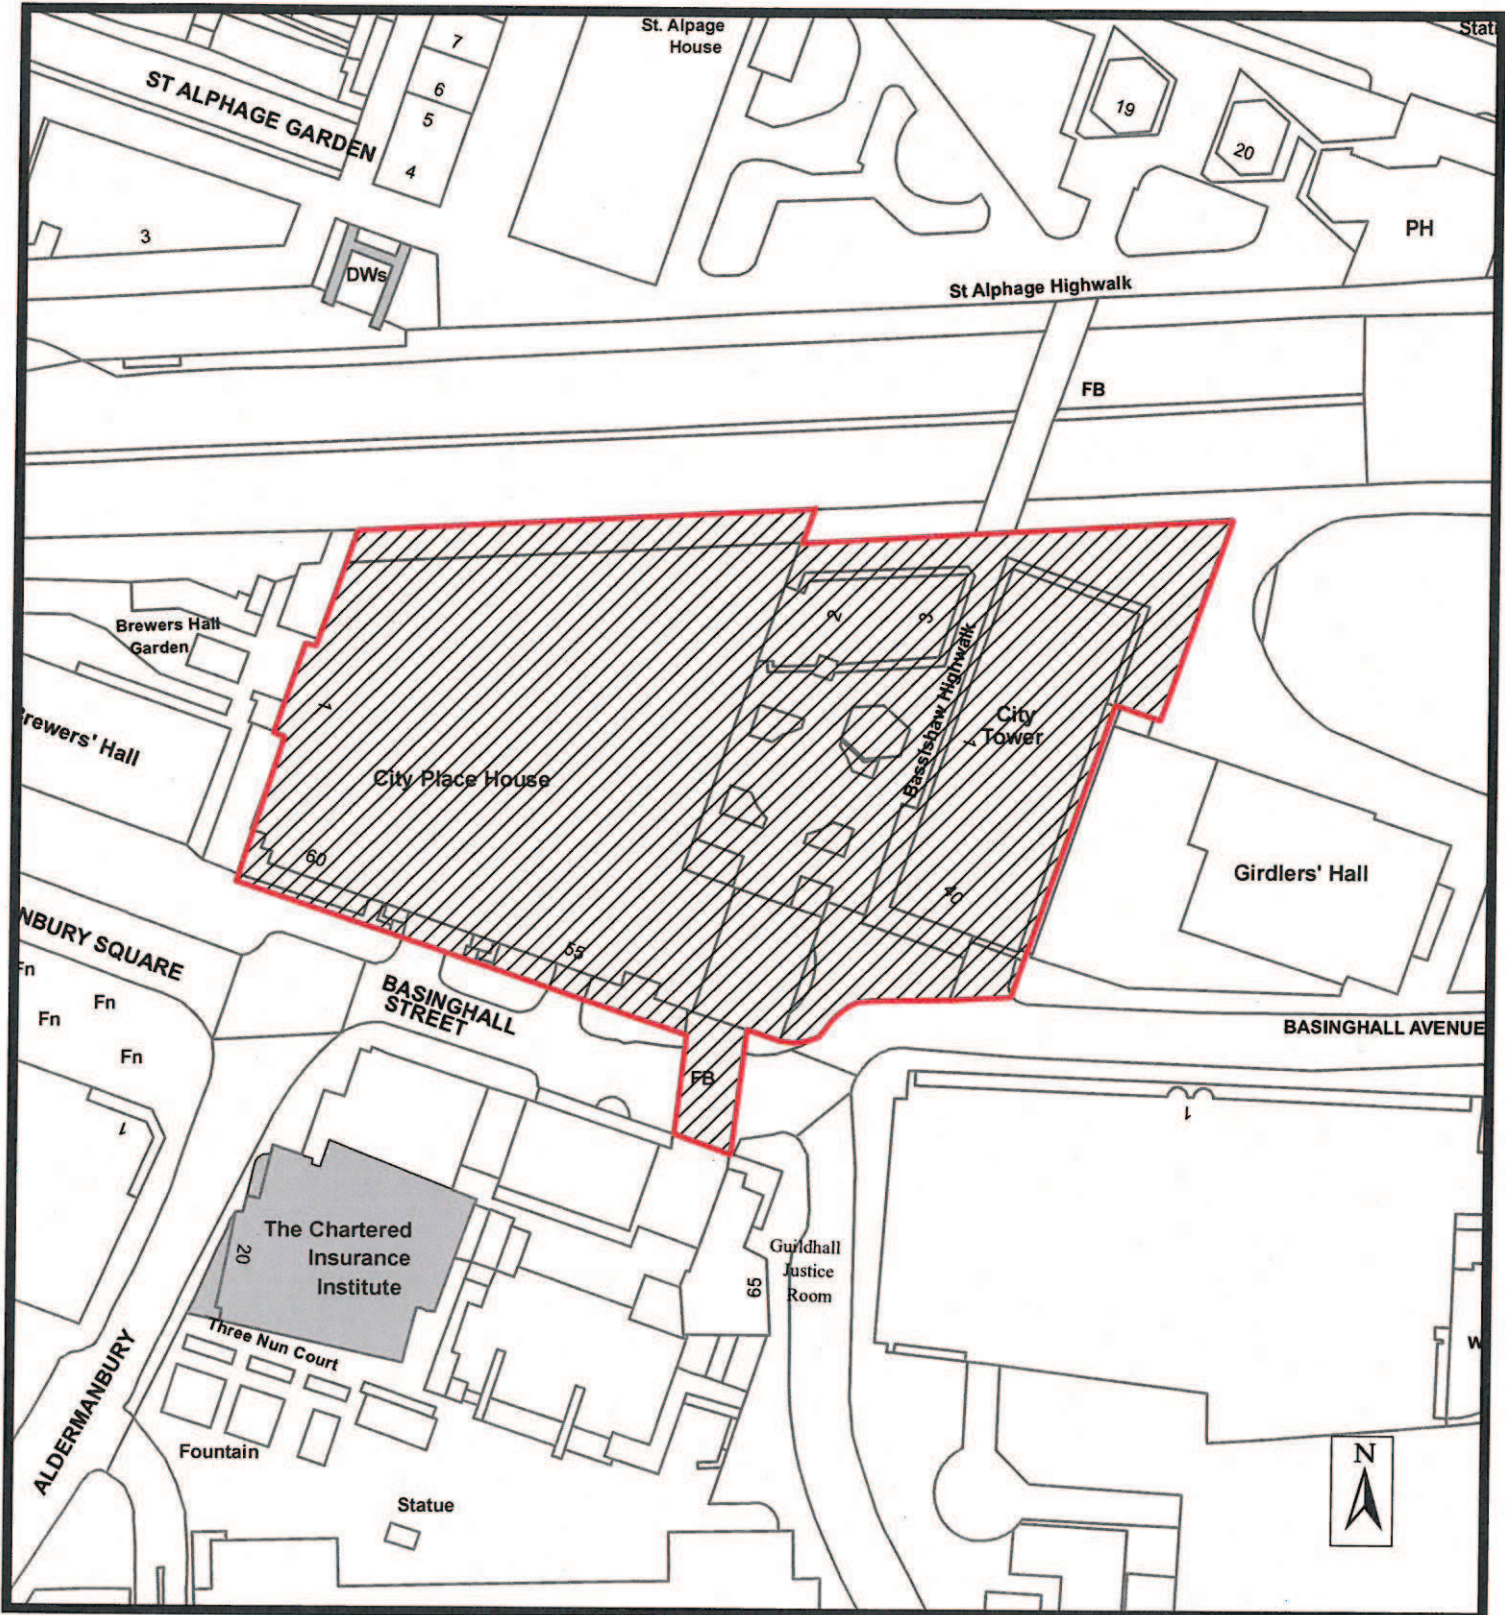 St. Alpage
House
Stati
7
6
5
4
ST ALPHAGE GARDEN
19
20
3
PH
DWs
St Alphage Highwalk
FB
Brewers Hall
Garden
2
3
Bassishaw Highwalk
1
City
Tower
1
Brewers' Hall
City Place House
60
40
Girdlers' Hall
55
NBURY SQUARE
Fn
Fn
Fn
Fn
BASINGHALL
STREET
BASINGHALL AVENUE
FB
1
1
The Chartered
Insurance
Institute
20
Guildhall
Justice
Room
65
Three Nun Court
W
ALDERMANBURY
Fountain
Statue
N